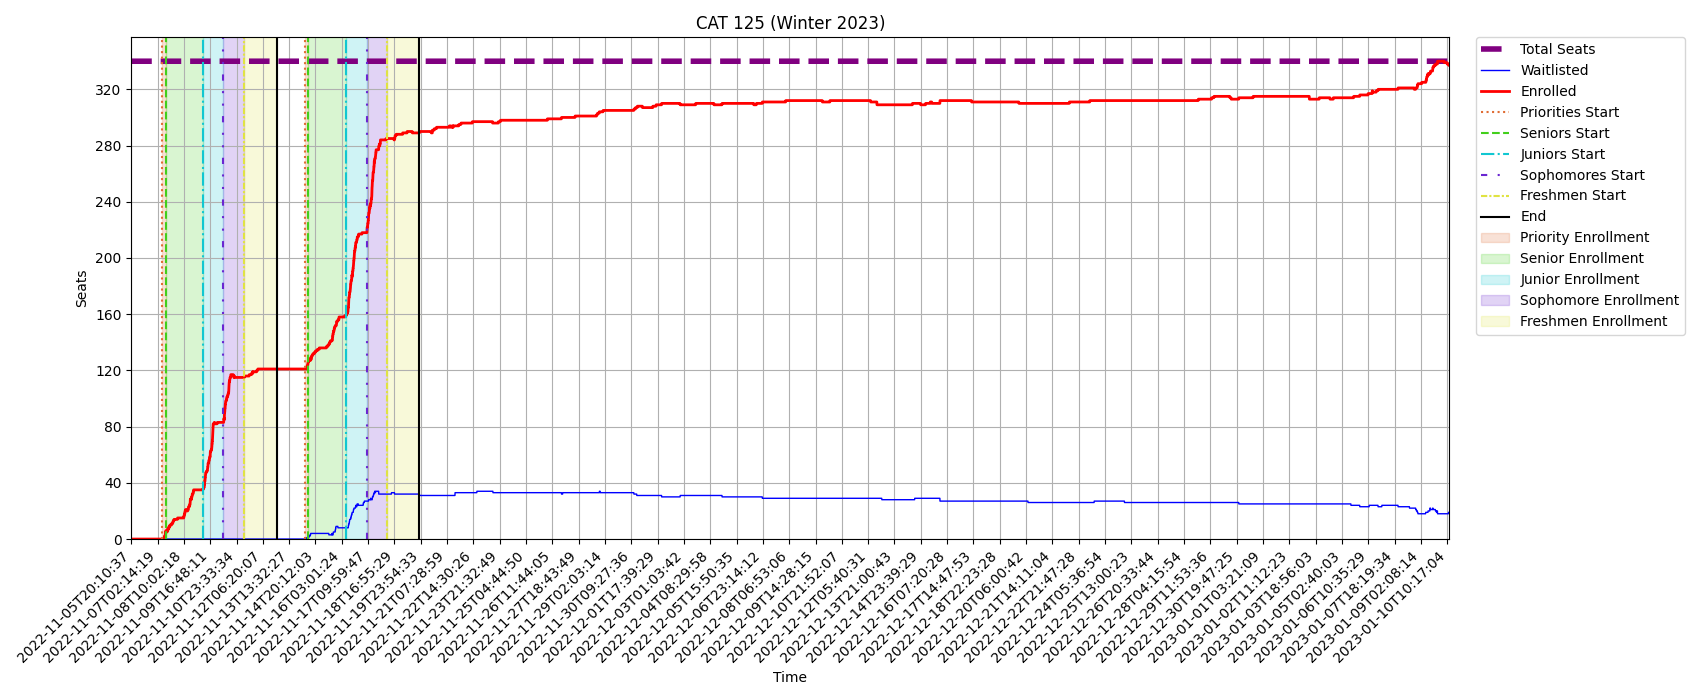 CAT 125 (Winter 2023)
Total Seats
Waitlisted
Enrolled
Priorities Start
Seniors Start
Juniors Start
Sophomores Start
Freshmen Start
End
Priority Enrollment
Senior Enrollment
Junior Enrollment
Sophomore Enrollment
Freshmen Enrollment
Seats
320
280
240
200
160
120
80
40
0
2022-11-05T20:10:37
2022-11-07T02:14:19
2022-11-08T10:02:18
2022-11-09T16:48:11
2022-11-10T23:33:34
2022-11-12T06:20:07
2022-11-13T13:32:27
2022-11-14T20:12:03
2022-11-16T03:01:24
2022-11-17T09:59:47
2022-11-18T16:55:29
2022-11-19T23:54:33
2022-11-21T07:28:59
2022-11-22T14:30:26
2022-11-23T21:32:49
2022-11-25T04:44:50
2022-11-26T11:44:05
2022-11-27T18:43:49
2022-11-29T02:03:14
2022-11-30T09:27:36
2022-12-01T17:39:29
2022-12-03T01:03:42
2022-12-04T08:29:58
2022-12-05T15:50:35
2022-12-06T23:14:12
2022-12-08T06:53:06
2022-12-09T14:28:15
2022-12-10T21:52:07
2022-12-12T05:40:31
2022-12-13T21:00:43
2022-12-14T23:39:29
2022-12-16T07:20:28
2022-12-17T14:47:53
2022-12-18T22:23:28
2022-12-20T06:00:42
2022-12-21T14:11:04
2022-12-22T21:47:28
2022-12-24T05:36:54
2022-12-25T13:00:23
2022-12-26T20:33:44
2022-12-28T04:15:54
2022-12-29T11:53:36
2022-12-30T19:47:25
2023-01-01T03:21:09
2023-01-02T11:12:23
2023-01-03T18:56:03
2023-01-05T02:40:03
2023-01-06T10:35:29
2023-01-07T18:19:34
2023-01-09T02:08:14
2023-01-10T10:17:04
Time